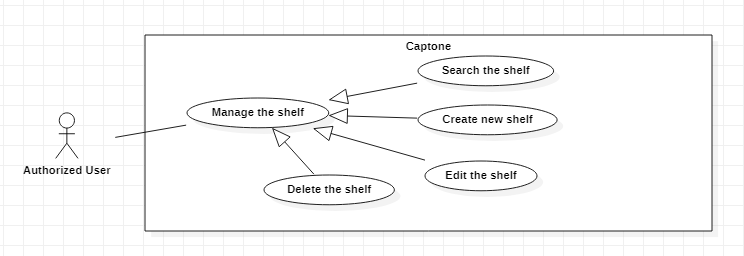 Captone
Search the shelf
Manage the shelf
Create new shelf
Authorized User
Delete the shelf
Edit the shelf